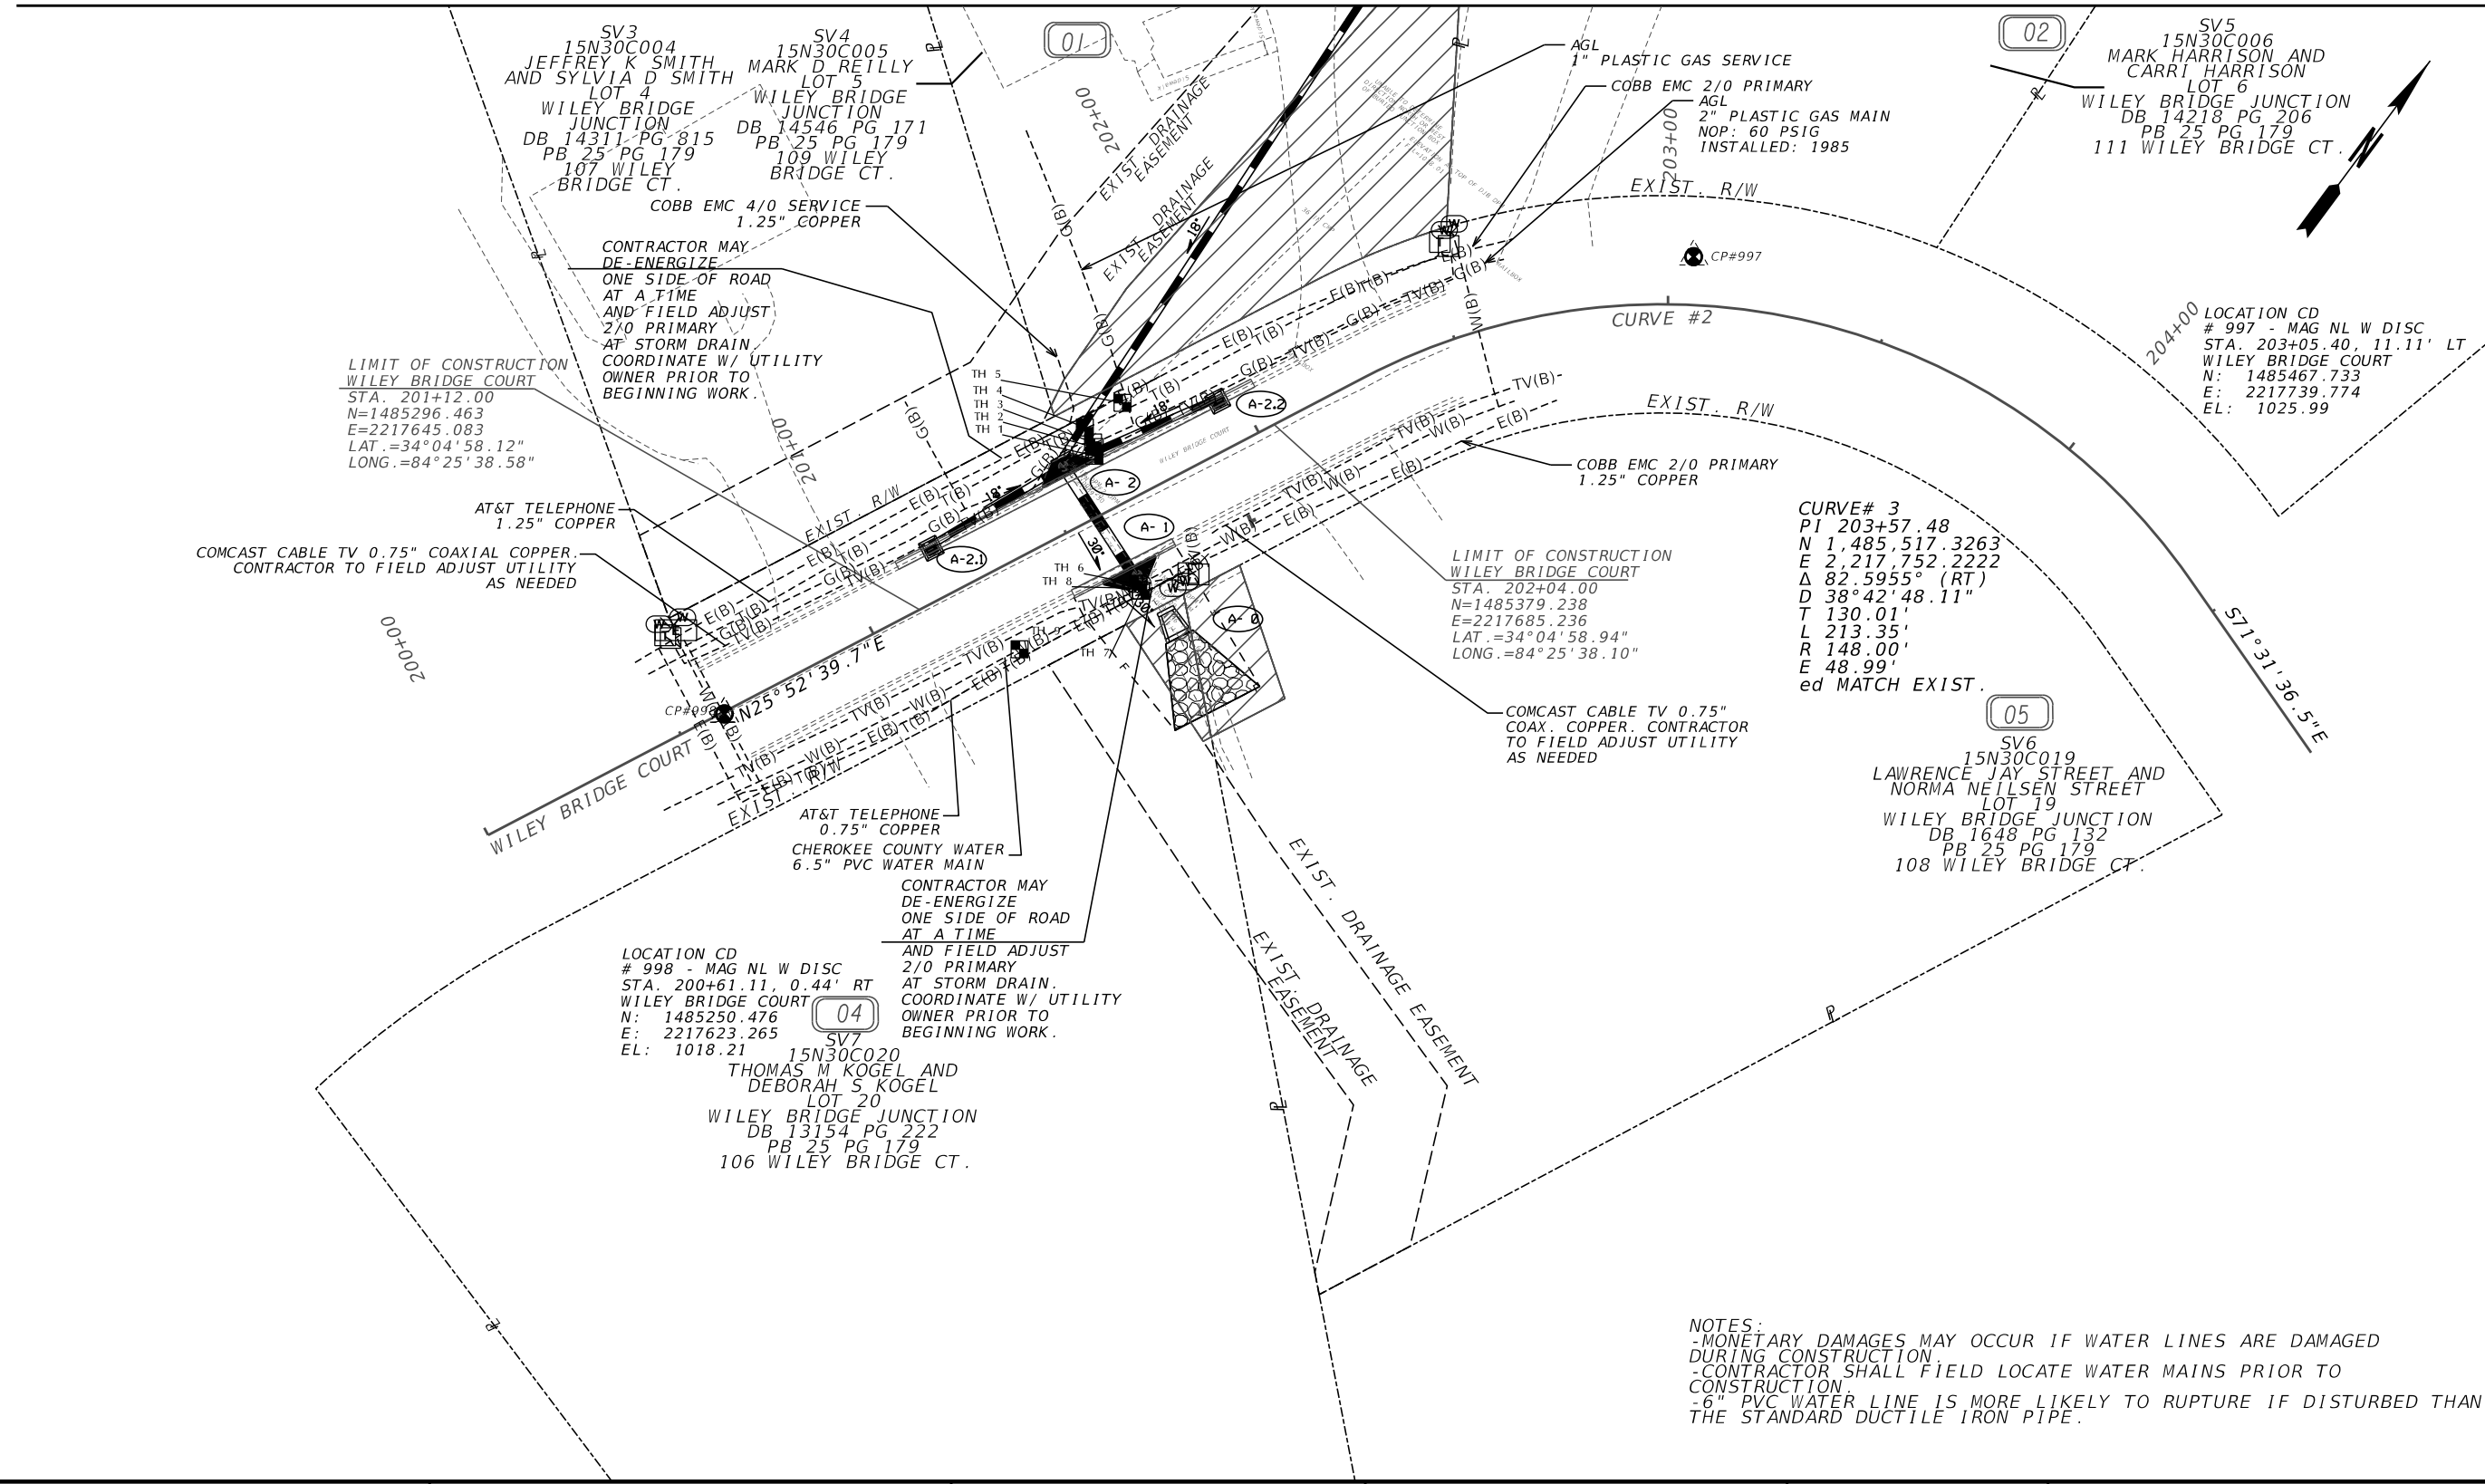 SV3
15N30C004
JEFFREY K SMITH
AND SYLVIA D SMITH
LOT 4
WILEY BRIDGE
JUNCTION
DB 14311 PG 815
PB 25 PG 179
107 WILEY
BRIDGE CT.
SV4
15N30C005
MARK D REILLY
LOT 5
WILEY BRIDGE
JUNCTION
DB 14546 PG 171
PB 25 PG 179
109 WILEY
BRIDGE CT.
01
202+00
EXIST. DRAINAGE
EASEMENT
EXIST. DRAINAGE
EASEMENT
AGL
1" PLASTIC GAS SERVICE
COBB EMC 2/0 PRIMARY
AGL
2" PLASTIC GAS MAIN
NOP: 60 PSIG
INSTALLED: 1985
203+00
EXIST. R/W
02
SV5
15N30C006
MARK HARRISON AND
CARRI HARRISON
LOT 6
WILEY BRIDGE JUNCTION
DB 14218 PG 206
PB 25 PG 179
111 WILEY BRIDGE CT.
COBB EMC 4/0 SERVICE
1.25" COPPER
CONTRACTOR MAY
DE-ENERGIZE
ONE SIDE OF ROAD
AT A TIME
AND FIELD ADJUST
2/0 PRIMARY
AT STORM DRAIN.
COORDINATE W/ UTILITY
OWNER PRIOR TO
BEGINNING WORK.
CP#997
CURVE #2
204+00
LOCATION CD
# 997 - MAG NL W DISC
STA. 203+05.40, 11.11' LT
WILEY BRIDGE COURT
N: 1485467.733
E: 2217739.774
EL: 1025.99
LIMIT OF CONSTRUCTION
WILEY BRIDGE COURT
STA. 201+12.00
N=1485296.463
E=2217645.083
LAT.=34°04'58.12"
LONG.=84°25'38.58"
TH 5
TH 4
TH 3
TH 2
TH 1
18"
18"
18"
A-2.2
A-2
A-1
A-2.1
A-0
30"
30"
WILEY BRIDGE COURT
MAILBOX
201+00
EXIST. R/W
EXIST. R/W
G(B)
G(B)
G(B)
E(B)
T(B)
TV(B)
W(B)
COBB EMC 2/0 PRIMARY
1.25" COPPER
AT&T TELEPHONE
1.25" COPPER
COMCAST CABLE TV 0.75" COAXIAL COPPER.
CONTRACTOR TO FIELD ADJUST UTILITY
AS NEEDED
TH 6
TH 8
TH 9
TH 7
LIMIT OF CONSTRUCTION
WILEY BRIDGE COURT
STA. 202+04.00
N=1485379.238
E=2217685.236
LAT.=34°04'58.94"
LONG.=84°25'38.10"
CURVE# 3
PI 203+57.48
N 1,485,517.3263
E 2,217,752.2222
Δ 82.5955° (RT)
D 38°42'48.11"
T 130.01'
L 213.35'
R 148.00'
E 48.99'
ed MATCH EXIST.
S71°31'36.5"E
200+00
CP#998
N25°52'39.7"E
WILEY BRIDGE COURT
EXIST. R/W
COMCAST CABLE TV 0.75"
COAX. COPPER. CONTRACTOR
TO FIELD ADJUST UTILITY
AS NEEDED
05
SV6
15N30C019
LAWRENCE JAY STREET AND
NORMA NEILSEN STREET
LOT 19
WILEY BRIDGE JUNCTION
DB 1648 PG 132
PB 25 PG 179
108 WILEY BRIDGE CT.
AT&T TELEPHONE
0.75" COPPER
CHEROKEE COUNTY WATER
6.5" PVC WATER MAIN
CONTRACTOR MAY
DE-ENERGIZE
ONE SIDE OF ROAD
AT A TIME
AND FIELD ADJUST
2/0 PRIMARY
AT STORM DRAIN.
COORDINATE W/ UTILITY
OWNER PRIOR TO
BEGINNING WORK.
EXIST. DRAINAGE EASEMENT
EXIST. DRAINAGE
EASEMENT
LOCATION CD
# 998 - MAG NL W DISC
STA. 200+61.11, 0.44' RT
WILEY BRIDGE COURT
N: 1485250.476
E: 2217623.265
EL: 1018.21
04
SV7
15N30C020
THOMAS M KOGEL AND
DEBORAH S KOGEL
LOT 20
WILEY BRIDGE JUNCTION
DB 13154 PG 222
PB 25 PG 179
106 WILEY BRIDGE CT.
NOTES:
-MONETARY DAMAGES MAY OCCUR IF WATER LINES ARE DAMAGED
DURING CONSTRUCTION.
-CONTRACTOR SHALL FIELD LOCATE WATER MAINS PRIOR TO
CONSTRUCTION.
-6" PVC WATER LINE IS MORE LIKELY TO RUPTURE IF DISTURBED THAN
THE STANDARD DUCTILE IRON PIPE.